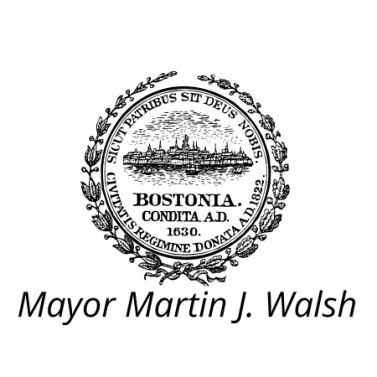 SICUT PATRIBUS SIT DEUS NOBIS.
BOSTONIA.
CONDITA A.D.
1630.
CIVITATIS REGIMINE DONATA A.D. 1822.
Mayor Martin J. Walsh